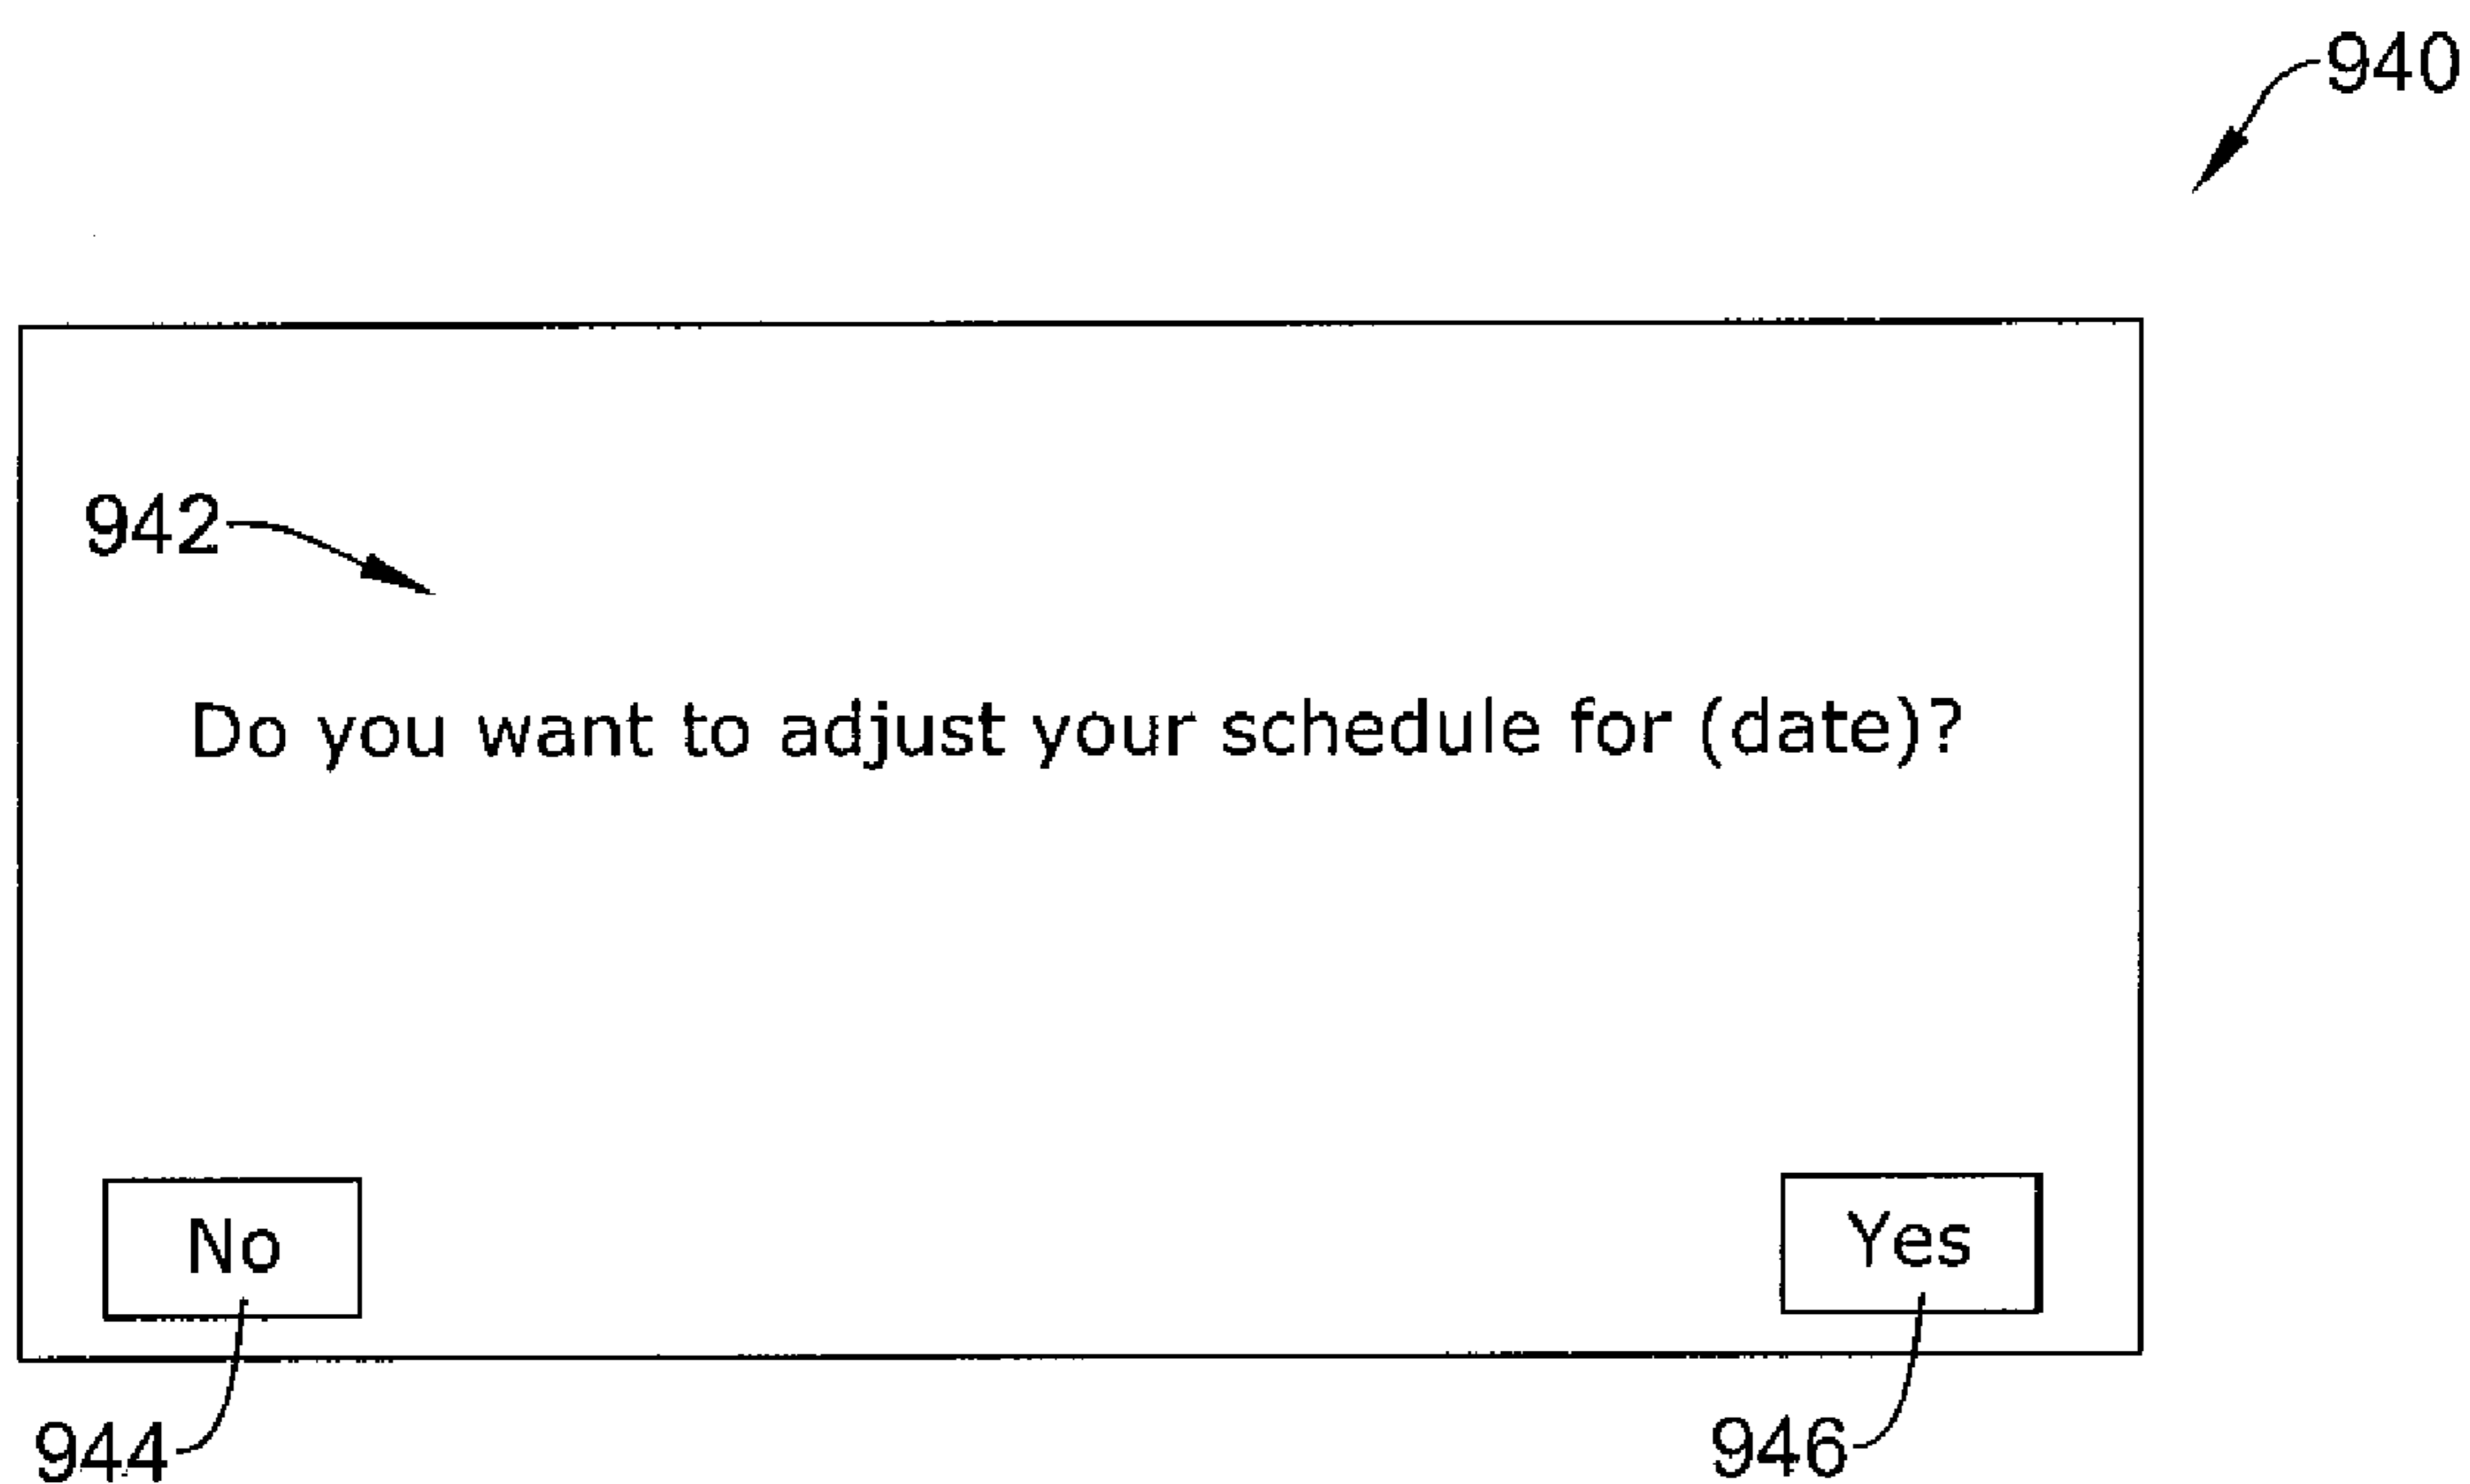 940
942
Do you want to adjust your schedule for (date)?
No
Yes
944
946